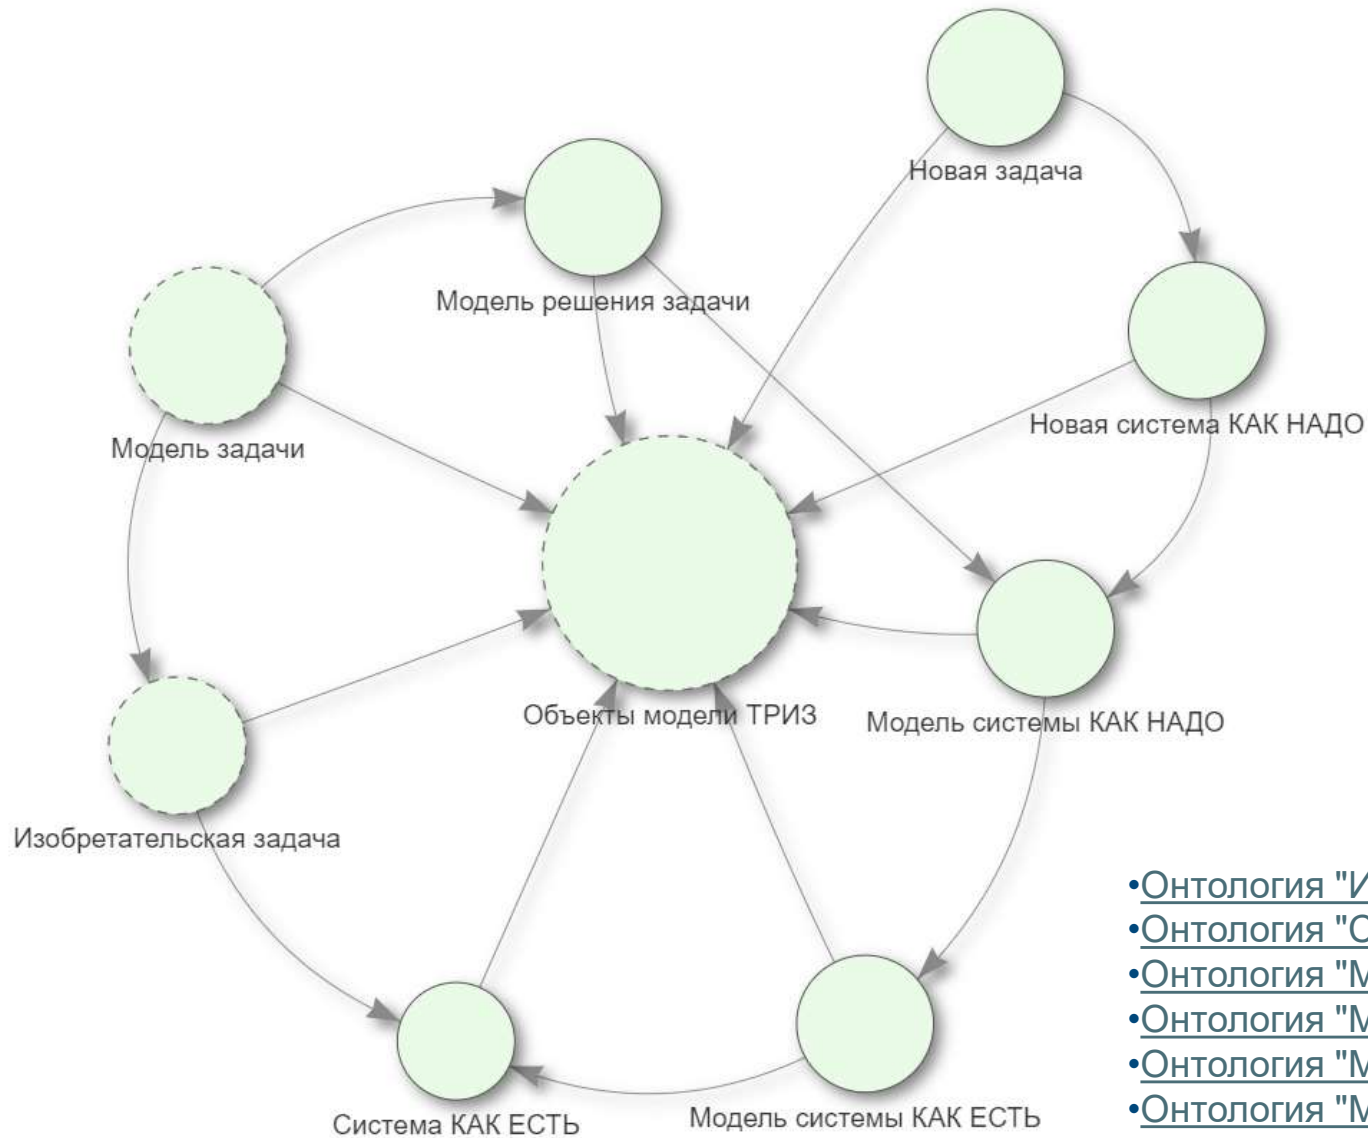 Новая задача
Модель решения задачи
Новая система КАК НАДО
Модель задачи
Объекты модели ТРИЗ
Модель системы КАК НАДО
Изобретательская задача
Система КАК ЕСТЬ
Модель системы КАК ЕСТЬ
•Онтология "И
•Онтология "С
•Онтология "М
•Онтология "М
•Онтология "М
•Онтология "М